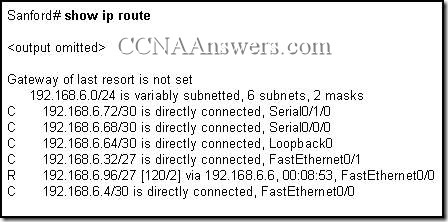 Sanford# show ip route
<output omitted>
CCNAAnswers.com
Gateway of last resort is not set
192.168.6.0/24 is variably subnetted, 6 subnets, 2 masks
C 192.168.6.72/30 is directly connected, Serial0/1/0
C 192.168.6.68/30 is directly connected, Serial0/0/0
C 192.168.6.64/30 is directly connected, Loopback0
C 192.168.6.32/27 is directly connected, FastEthernet0/1
R 192.168.6.96/27 [120/2] via 192.168.6.6, 00:08:53, FastEthernet0/0
C 192.168.6.4/30 is directly connected, FastEthernet0/0